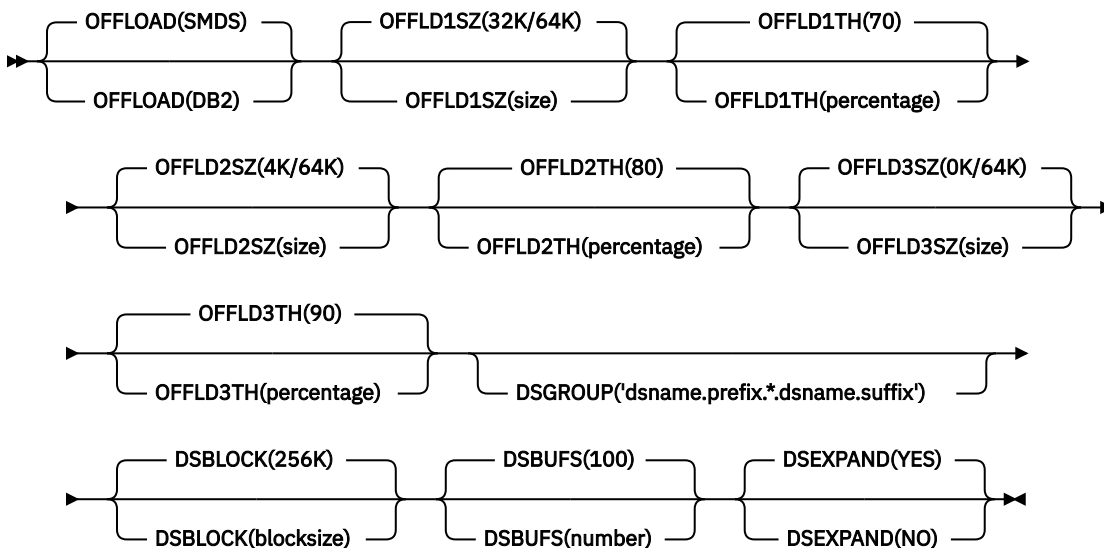 OFFLOAD(SMDS) OFFLD1SZ(32K/64K) OFFLD1TH(70)
OFFLOAD(DB2) OFFLD1SZ(size) OFFLD1TH(percentage)
OFFLD2SZ(4K/64K) OFFLD2TH(80) OFFLD3SZ(0K/64K)
OFFLD2SZ(size) OFFLD2TH(percentage) OFFLD3SZ(size)
OFFLD3TH(90)
OFFLD3TH(percentage) DSGROUP('dsname.prefix.*.dsname.suffix')
DSBLOCK(256K) DSBUFS(100) DSEXPAND(YES)
DSBLOCK(blocksize) DSBUFS(number) DSEXPAND(NO)